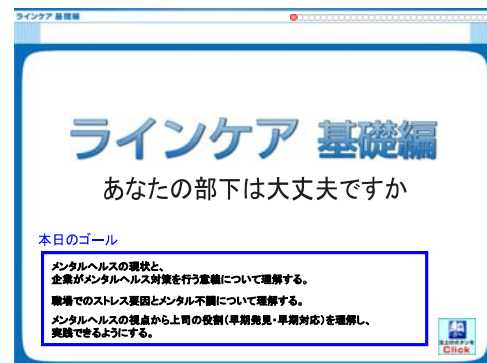 ラインケア 基礎編
ラインケア 基礎編
あなたの部下は大丈夫ですか
本日のゴール
メンタルヘルスの現状と、
企業がメンタルヘルス対策を行う意義について理解する。
職場でのストレス要因とメンタル不調について理解する。
メンタルヘルスの視点から上司の役割(早期発見・早期対応)を理解し、
実践できるようにする。
Click